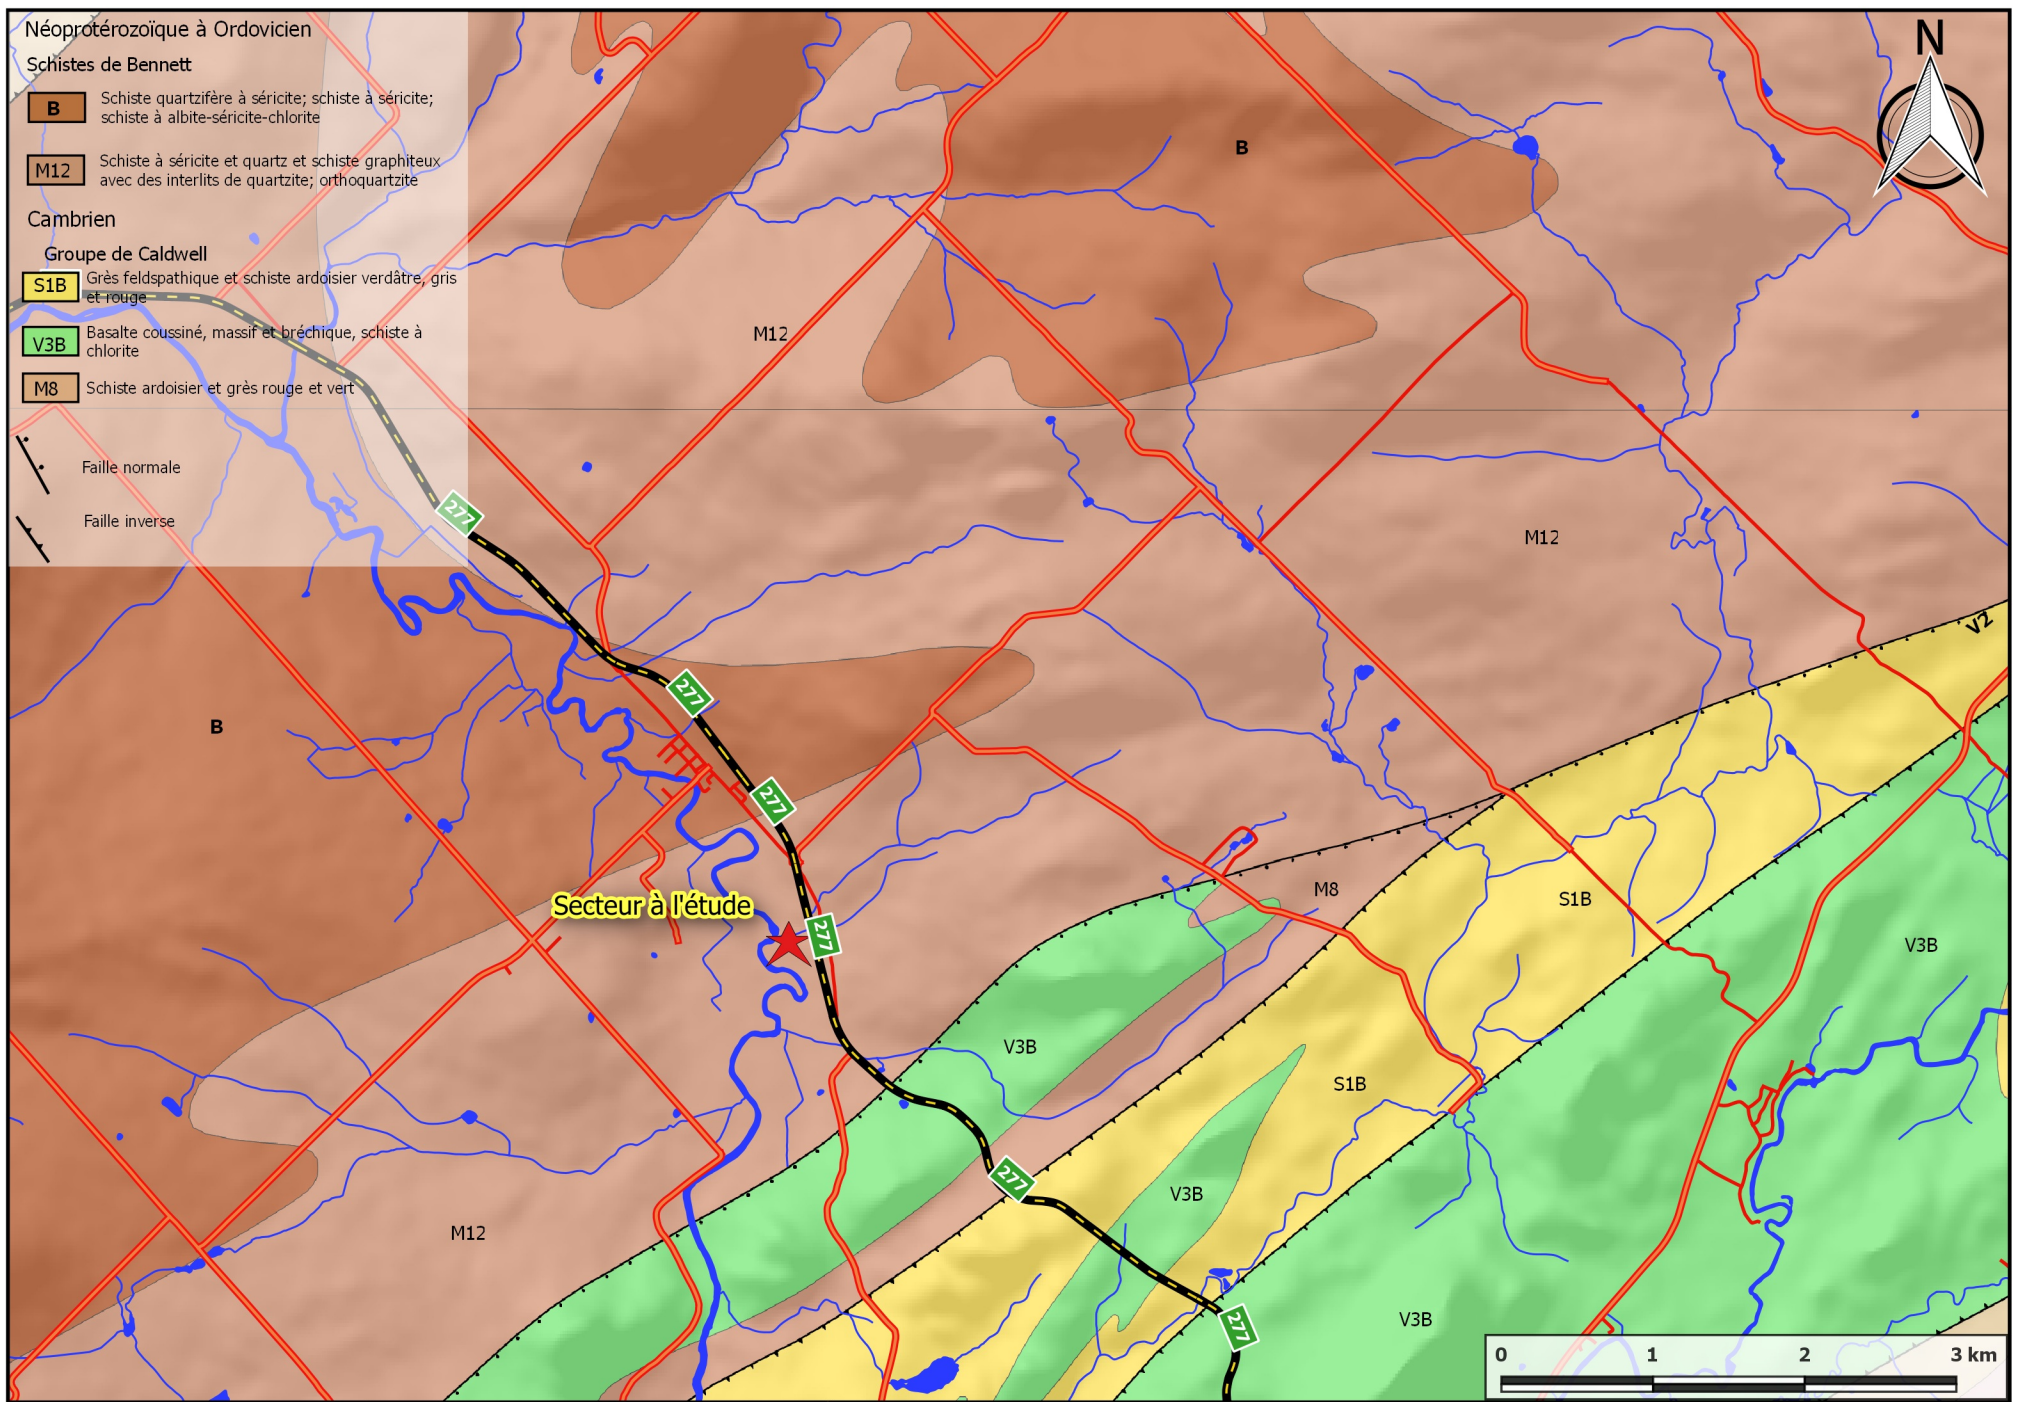 Néoprotérozoïque à Ordovicien
Schistes de Bennett
B
Schiste quartzifère à séricite; schiste à séricite;
schiste à albite-séricite-chlorite
M12
Schiste à séricite et quartz et schiste graphiteux
avec des interlits de quartzite; orthoquartzite
Cambrien
Groupe de Caldwell
S1B
Grès feldspathique et schiste ardoisier verdâtre, gris
et rouge
V3B
Basalte coussiné, massif et bréchique, schiste à
chlorite
M8
Schiste ardoisier et grès rouge et vert
Faille normale
Faille inverse
N
B
M12
277
M12
V2
277
B
277
M8
S1B
Secteur à l'étude
277
V3B
V3B
S1B
277
V3B
M12
277
V3B
0 1 2 3 km